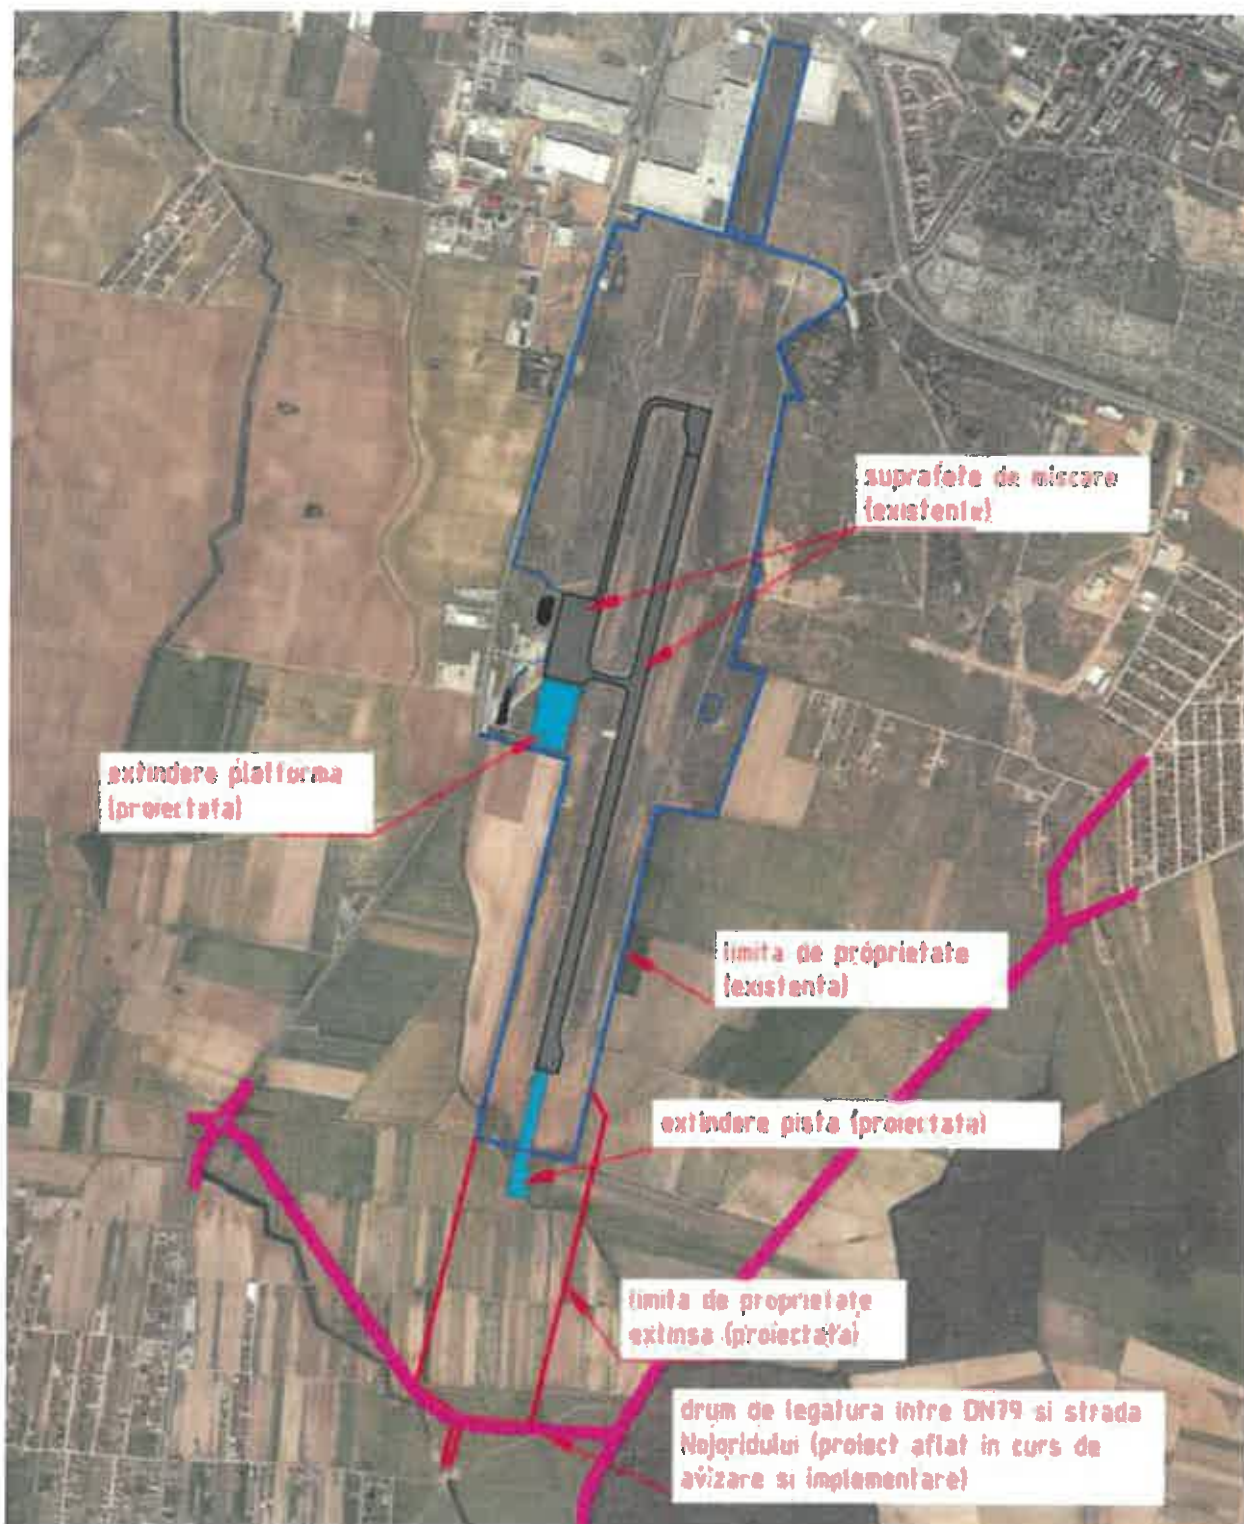 suprafete de miscare
(existente)
extindere platforma
(proiectata)
limita de proprietate
(existenta)
extindere pista (proiectata)
limita de proprietate
extinsa (proiectata)
drum de legatura intre DN79 si strada
Nojoridului (proiect aflat in curs de
avizare si implementare)